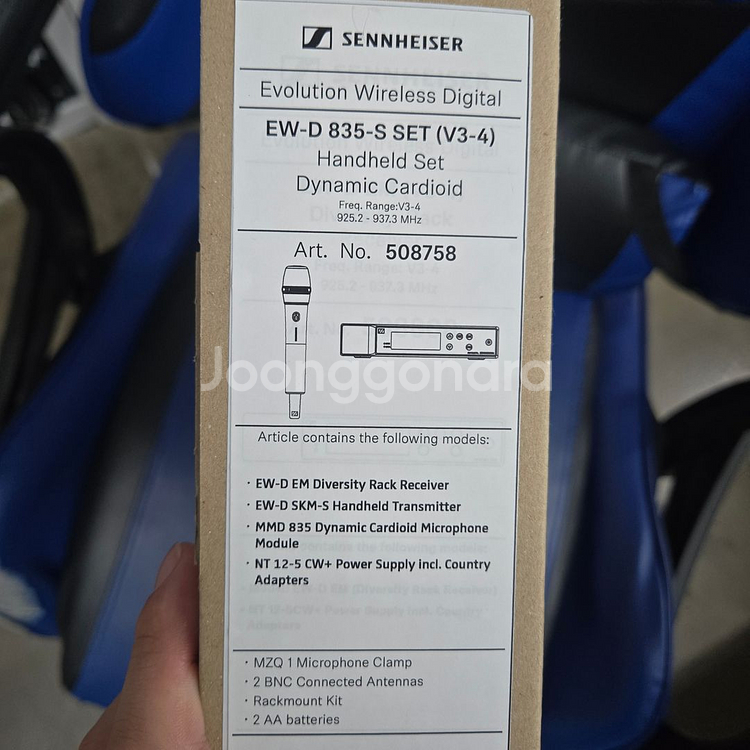 SENNHEISER
Evolution Wireless Digital
EW-D 835-S SET (V3-4)
Handheld Set
Dynamic Cardioid
Freq. Range:V3-4
925.2 - 937.3 MHz
Art. No. 508758
Joonggonara
Article contains the following models:
· EW-D EM Diversity Rack Receiver
· EW-D SKM-S Handheld Transmitter
· MMD 835 Dynamic Cardioid Microphone
Module
· NT 12-5 CW+ Power Supply incl. Country
Adapters
· MZQ 1 Microphone Clamp
· 2 BNC Connected Antennas
· Rackmount Kit
· 2 AA batteries